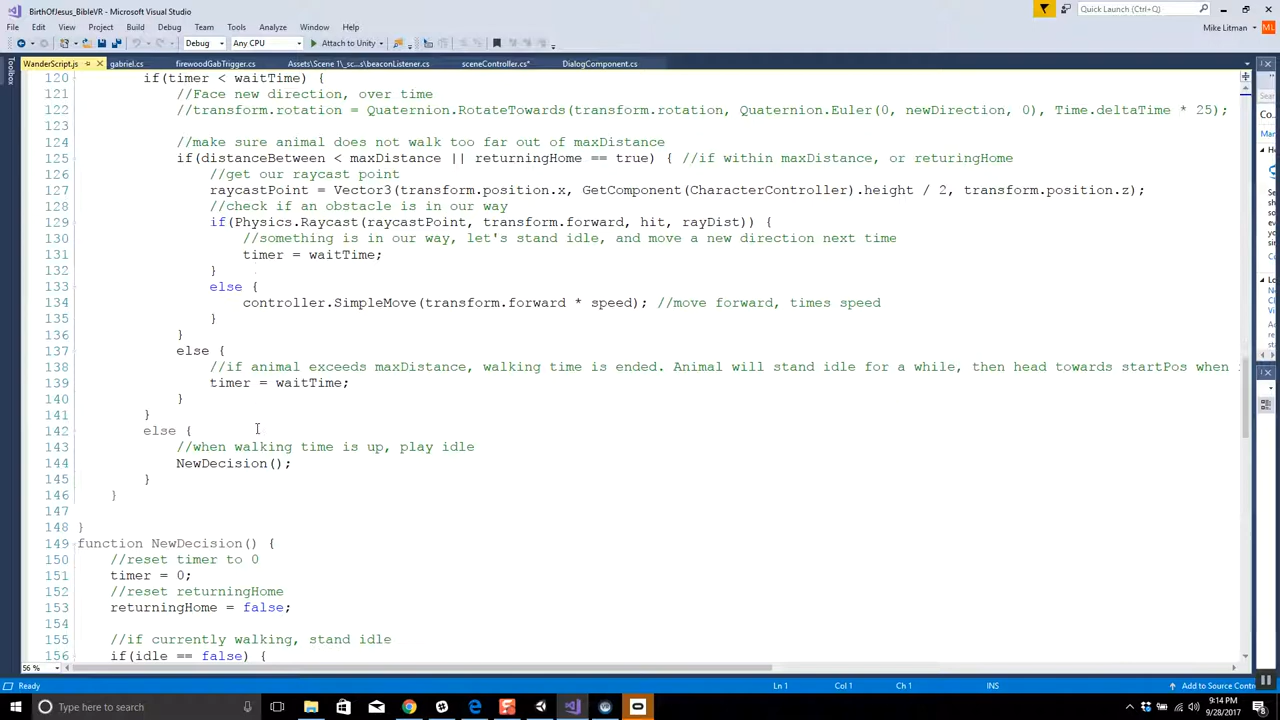 BirthOfJesus_BibleVR - Microsoft Visual Studio
Quick Launch (Ctrl+Q)
File Edit View Project Build Debug Team Tools Analyze Window Help
Mike Litman ML
Debug Any CPU Attach to Unity
WanderScript.js gabriel.cs firewoodGabTrigger.cs Assets\Scene 1\_sc...s\beaconListener.cs sceneController.cs* DialogComponent.cs
Toolbox
120 if(timer < waitTime) {
121 //Face new direction, over time
122 //transform.rotation = Quaternion.RotateTowards(transform.rotation, Quaternion.Euler(0, newDirection, 0), Time.deltaTime * 25);
123
124 //make sure animal does not walk too far out of maxDistance
125 if(distanceBetween < maxDistance || returningHome == true) { //if within maxDistance, or returingHome
126 //get our raycast point
127 raycastPoint = Vector3(transform.position.x, GetComponent(CharacterController).height / 2, transform.position.z);
128 //check if an obstacle is in our way
129 if(Physics.Raycast(raycastPoint, transform.forward, hit, rayDist)) {
130 //something is in our way, let's stand idle, and move a new direction next time
131 timer = waitTime;
132 }
133 else {
134 controller.SimpleMove(transform.forward * speed); //move forward, times speed
135 }
136 }
137 else {
138 //if animal exceeds maxDistance, walking time is ended. Animal will stand idle for a while, then head towards startPos when
139 timer = waitTime;
140 }
141 }
142 else {
143 //when walking time is up, play idle
144 NewDecision();
145 }
146 }
147
148 }
149 function NewDecision() {
150 //reset timer to 0
151 timer = 0;
152 //reset returningHome
153 returningHome = false;
154
155 //if currently walking, stand idle
156 if(idle == false) {
Co...
Mar
Get
56 %
Ready Ln 1 Col 1 Ch 1 INS Add to Source Contr
Type here to search
9:14 PM
9/28/2017